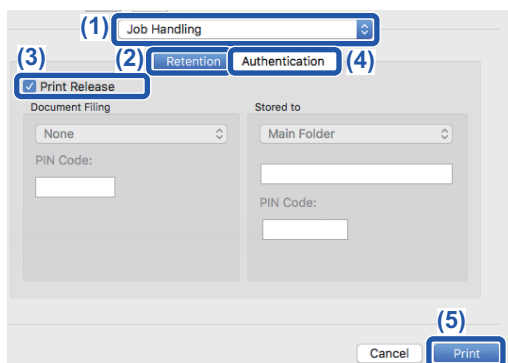 (1) Job Handling
(3) (2) Retention Authentication (4)
Print Release
Document Filing Stored to
None Main Folder
PIN Code:
PIN Code:
(5)
Cancel Print